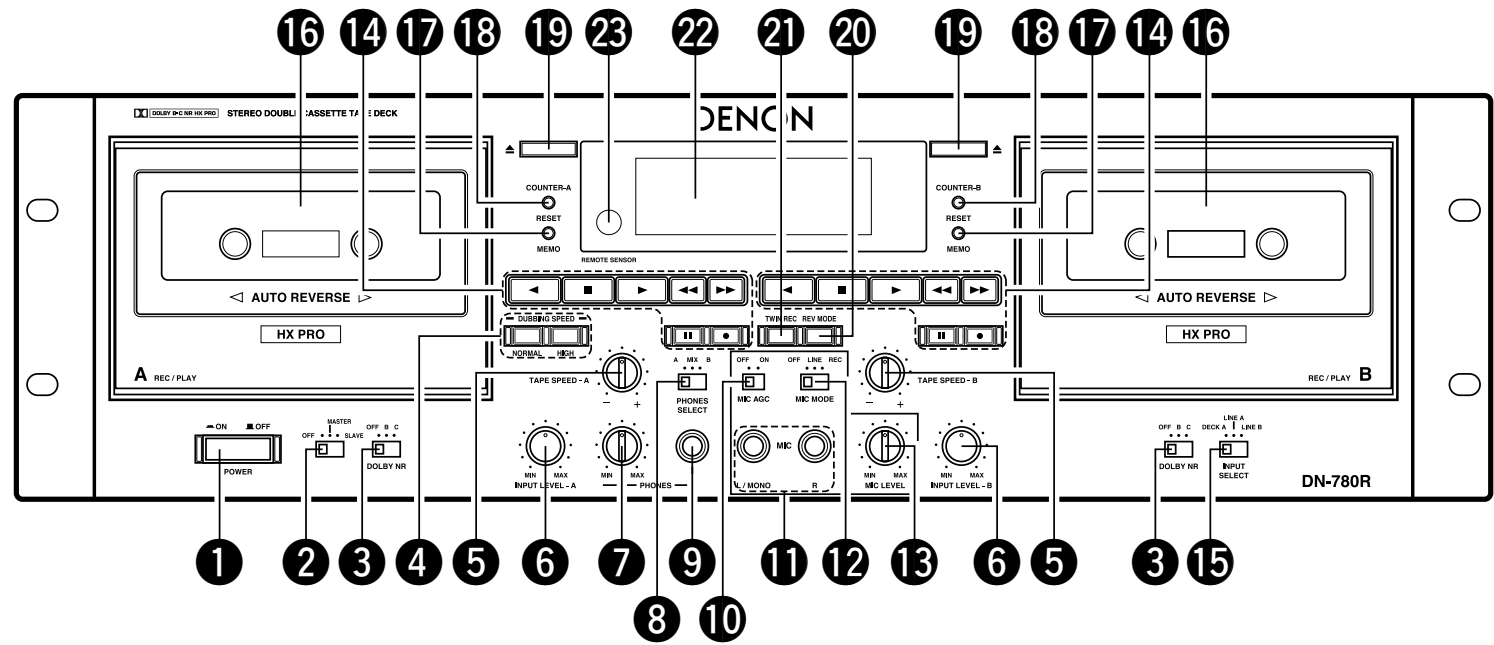 16 14 17 18 19 23 22 21 20 19 18 17 14 16
DOLBY B•C NR HX PRO STEREO DOUBLE CASSETTE TAPE DECK
DENON
COUNTER-A
RESET
MEMO
REMOTE SENSOR
COUNTER-B
RESET
MEMO
AUTO REVERSE
HX PRO
A REC / PLAY
AUTO REVERSE
HX PRO
REC / PLAY B
DUBBING SPEED
NORMAL HIGH
TWIN REC REV MODE
TAPE SPEED - A
− +
A MIX B
PHONES
SELECT
OFF ON
MIC AGC
OFF LINE REC
MIC MODE
TAPE SPEED - B
− +
ON OFF
POWER
MASTER
OFF SLAVE
OFF B C
DOLBY NR
MIN MAX
INPUT LEVEL - A
MIN MAX
PHONES
MIC
L / MONO R
MIN MAX
MIC LEVEL
MIN MAX
INPUT LEVEL - B
OFF B C
DOLBY NR
LINE A
DECK A LINE B
INPUT
SELECT
DN-780R
1 2 3 4 5 6 7 9 11 12 13 6 5 3 15
8 10